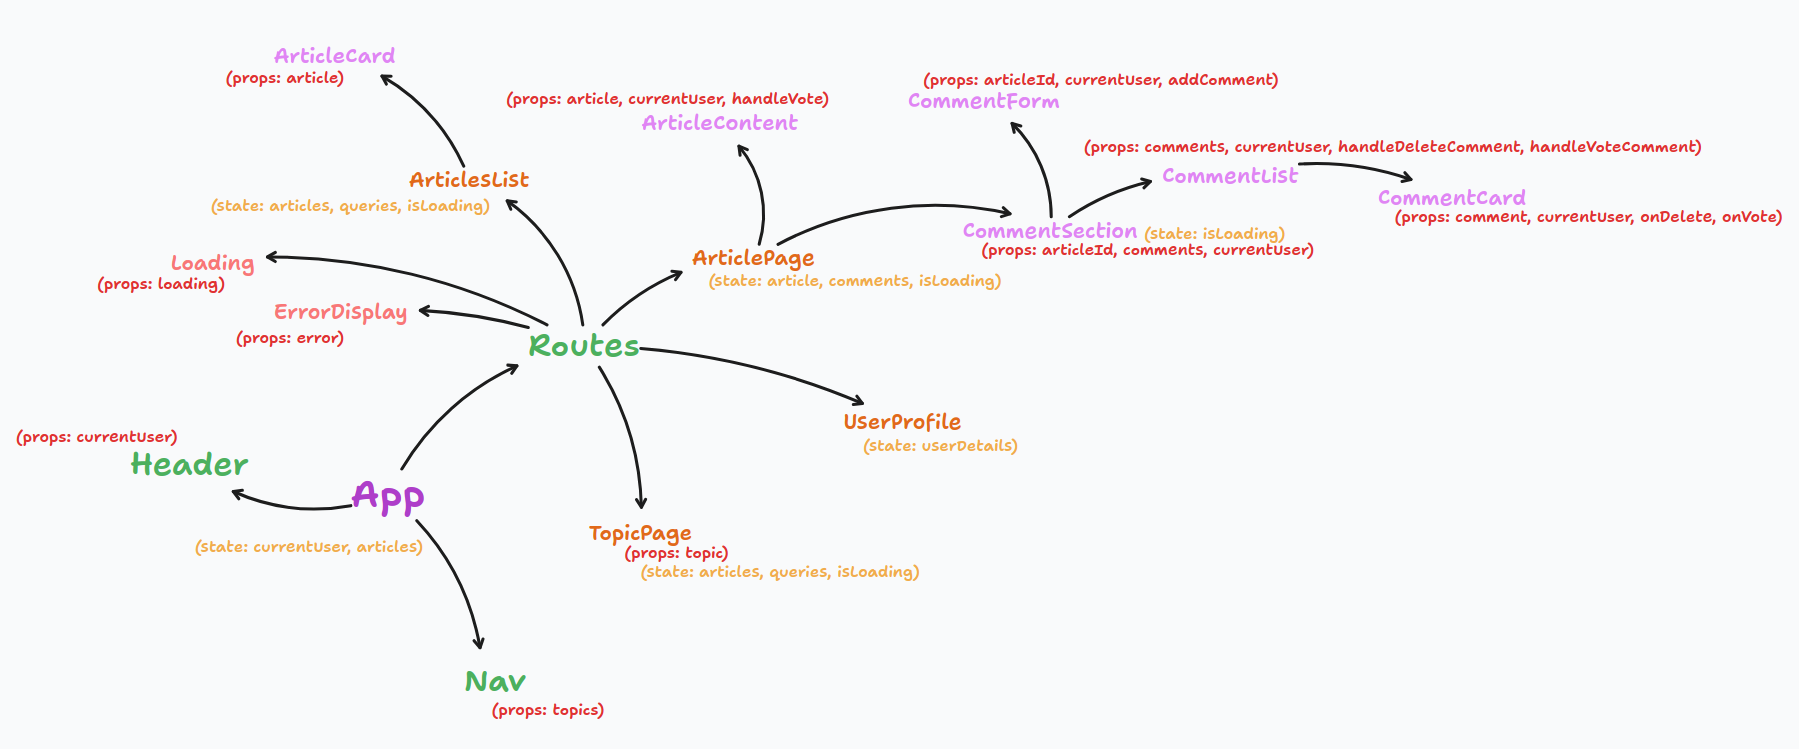 ArticleCard
(props: article)
(props: article, currentUser, handleVote)
ArticleContent
(props: articleId, currentUser, addComment)
CommentForm
(props: comments, currentUser, handleDeleteComment, handleVoteComment)
CommentList
CommentCard
(props: comment, currentUser, onDelete, onVote)
ArticlesList
(state: articles, queries, isLoading)
CommentSection (state: isLoading)
(props: articleId, comments, currentUser)
ArticlePage
(state: article, comments, isLoading)
Loading
(props: loading)
ErrorDisplay
(props: error)
Routes
UserProfile
(state: userDetails)
(props: currentUser)
Header
App
(state: currentUser, articles)
TopicPage
(props: topic)
(state: articles, queries, isLoading)
Nav
(props: topics)